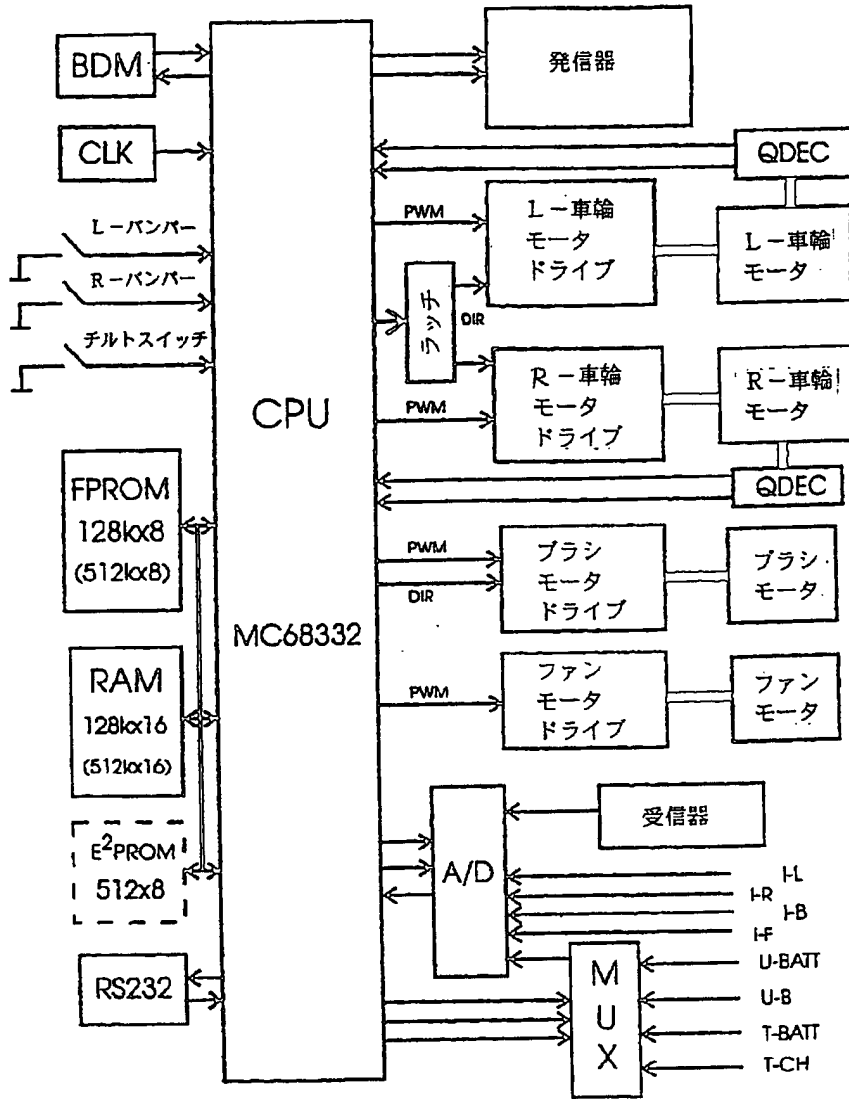 BDM
CLK
L-バンパー
R-バンパー
チルトスイッチ
FPROM
128kx8
(512kx8)
RAM
128kx16
(512kx16)
E²PROM
512x8
RS232
CPU
MC68332
発信器
QDEC
PWM
L-車輪
モータ
ドライブ
L-車輪
モータ
ラッチ
DIR
R-車輪
モータ
ドライブ
R-車輪
モータ
PWM
QDEC
PWM
DIR
ブラシ
モータ
ドライブ
ブラシ
モータ
PWM
ファン
モータ
ドライブ
ファン
モータ
A/D
受信器
I-L
I-R
I-B
I-F
MUX
U-BATT
U-B
T-BATT
T-CH